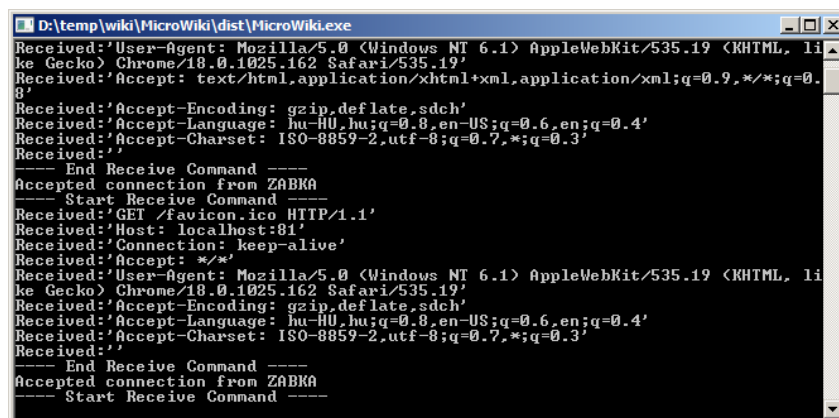 D:\temp\wiki\MicroWiki\dist\MicroWiki.exe
Received:'User-Agent: Mozilla/5.0 (Windows NT 6.1) AppleWebKit/535.19 (KHTML, li
ke Gecko) Chrome/18.0.1025.162 Safari/535.19'
Received:'Accept: text/html,application/xhtml+xml,application/xml;q=0.9,*/*;q=0.
8'
Received:'Accept-Encoding: gzip,deflate,sdch'
Received:'Accept-Language: hu-HU,hu;q=0.8,en-US;q=0.6,en;q=0.4'
Received:'Accept-Charset: ISO-8859-2,utf-8;q=0.7,*;q=0.3'
Received:''
---- End Receive Command ----
Accepted connection from ZABKA
---- Start Receive Command ----
Received:'GET /favicon.ico HTTP/1.1'
Received:'Host: localhost:81'
Received:'Connection: keep-alive'
Received:'Accept: */*'
Received:'User-Agent: Mozilla/5.0 (Windows NT 6.1) AppleWebKit/535.19 (KHTML, li
ke Gecko) Chrome/18.0.1025.162 Safari/535.19'
Received:'Accept-Encoding: gzip,deflate,sdch'
Received:'Accept-Language: hu-HU,hu;q=0.8,en-US;q=0.6,en;q=0.4'
Received:'Accept-Charset: ISO-8859-2,utf-8;q=0.7,*;q=0.3'
Received:''
---- End Receive Command ----
Accepted connection from ZABKA
---- Start Receive Command ----